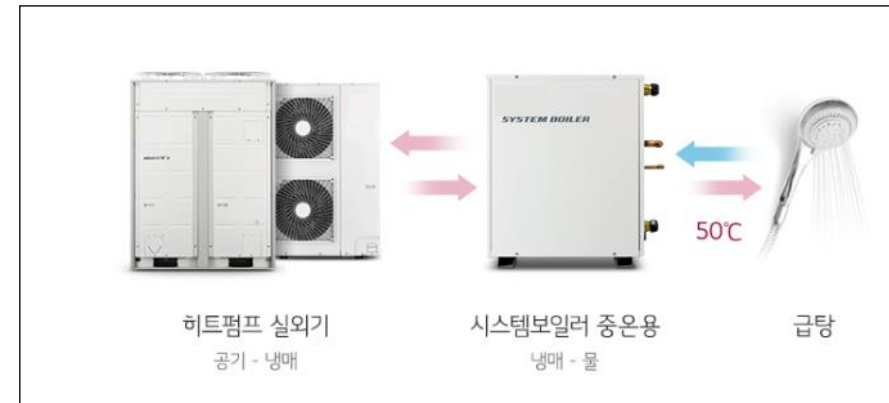 SYSTEM BOILER
50℃
히트펌프 실외기
시스템보일러 중온용
급탕
공기 - 냉매
냉매 - 물